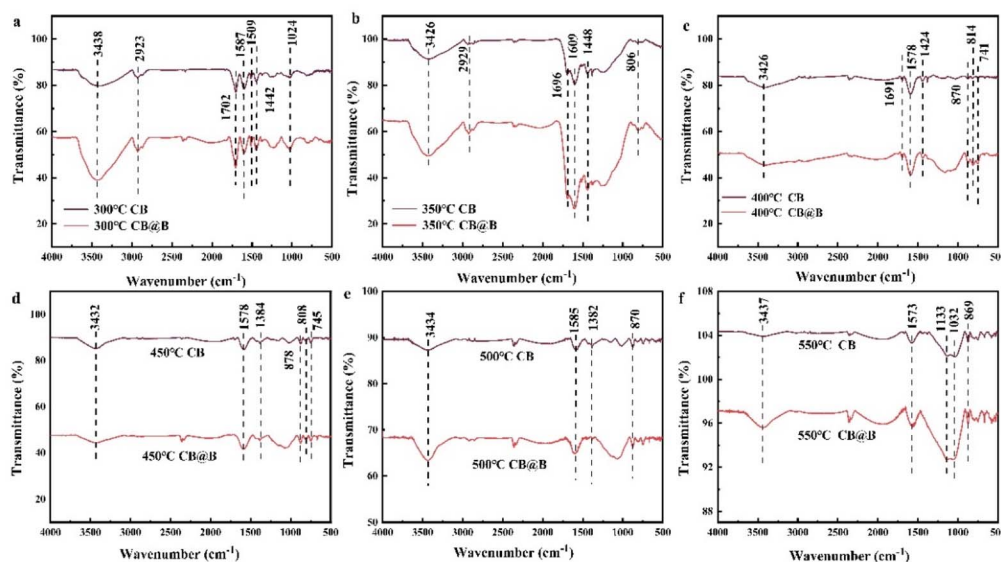 a
3438
2923
1587
1509
1024
1702
1442
Transmittance (%)
100
80
60
40
20
300℃ CB
300℃ CB@B
4000 3500 3000 2500 2000 1500 1000 500
Wavenumber (cm-1)
b
3426
2929
1609
1448
1696
806
Transmittance (%)
100
80
60
40
20
350℃ CB
350℃ CB@B
4000 3500 3000 2500 2000 1500 1000 500
Wavenumber (cm-1)
c
3426
1578
1424
814
741
1691
870
Transmittance (%)
100
80
60
40
20
400℃ CB
400℃ CB@B
4000 3500 3000 2500 2000 1500 1000 500
Wavenumber (cm-1)
d
3432
1578
1384
808
745
878
Transmittance (%)
100
80
60
40
20
450℃ CB
450℃ CB@B
4000 3500 3000 2500 2000 1500 1000 500
Wavenumber (cm-1)
e
3434
1585
1382
870
Transmittance (%)
100
90
80
70
60
50
500℃ CB
500℃ CB@B
4000 3500 3000 2500 2000 1500 1000 500
Wavenumber (cm-1)
f
3437
1573
1133
1032
869
Transmittance (%)
108
104
100
96
92
88
550℃ CB
550℃ CB@B
4000 3500 3000 2500 2000 1500 1000 500
Wavenumber (cm-1)